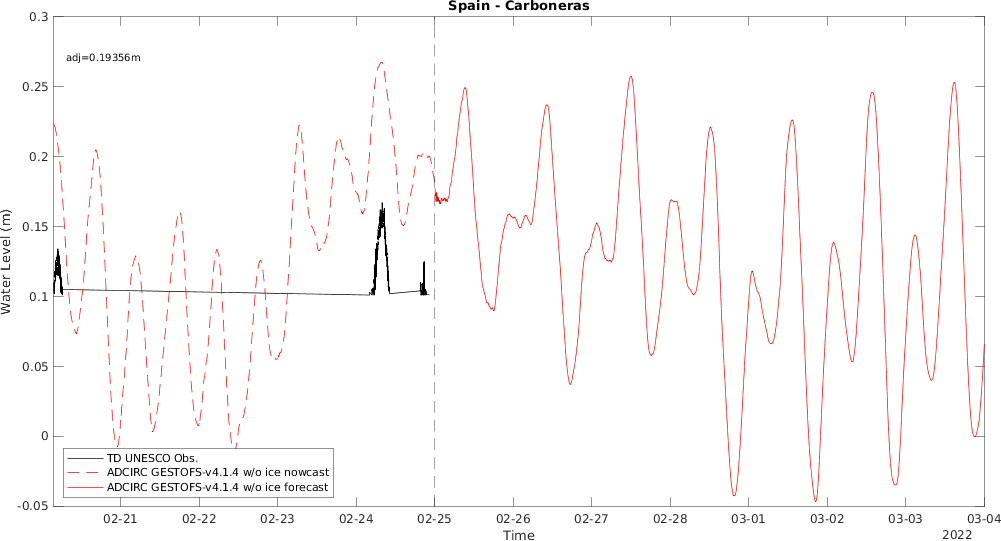 Spain - Carboneras
adj=0.19356m
Water Level (m)
0.3
0.25
0.2
0.15
0.1
0.05
0
-0.05
TD UNESCO Obs.
ADCIRC GESTOFS-v4.1.4 w/o ice nowcast
ADCIRC GESTOFS-v4.1.4 w/o ice forecast
02-21 02-22 02-23 02-24 02-25 02-26 02-27 02-28 03-01 03-02 03-03 03-04
Time
2022